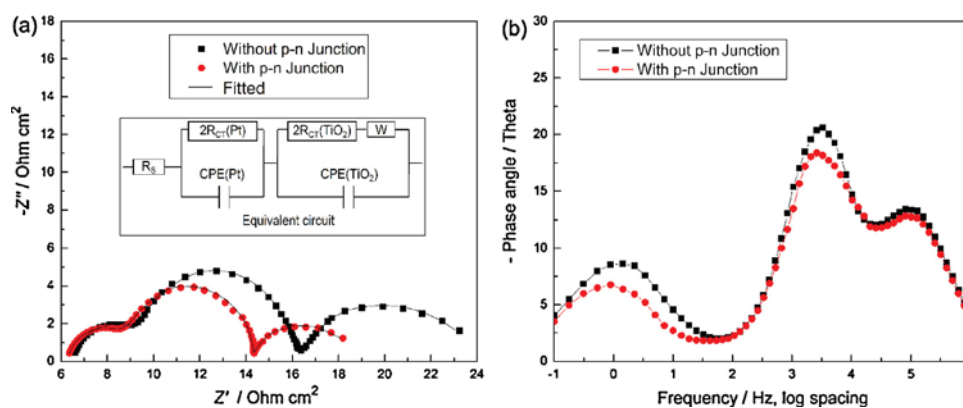 (a)
Without p-n Junction
With p-n Junction
Fitted
2R_CT(Pt)
2R_CT(TiO₂)
W
R_S
CPE(Pt)
CPE(TiO₂)
Equivalent circuit
-Z" / Ohm cm²
18
16
14
12
10
8
6
4
2
0
6 8 10 12 14 16 18 20 22 24
Z' / Ohm cm²
(b)
Without p-n Junction
With p-n Junction
- Phase angle / Theta
30
25
20
15
10
5
0
-1 0 1 2 3 4 5
Frequency / Hz, log spacing